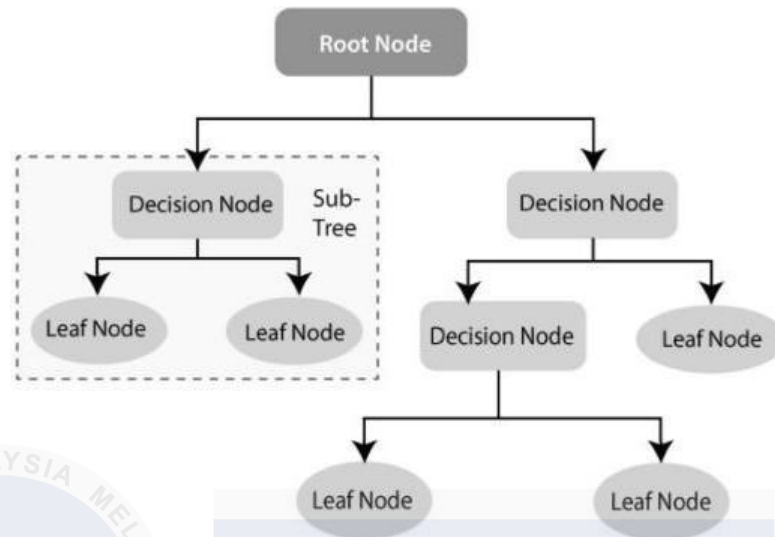 Root Node
Decision Node
Sub-
Tree
Decision Node
Leaf Node
Leaf Node
Decision Node
Leaf Node
Leaf Node
Leaf Node